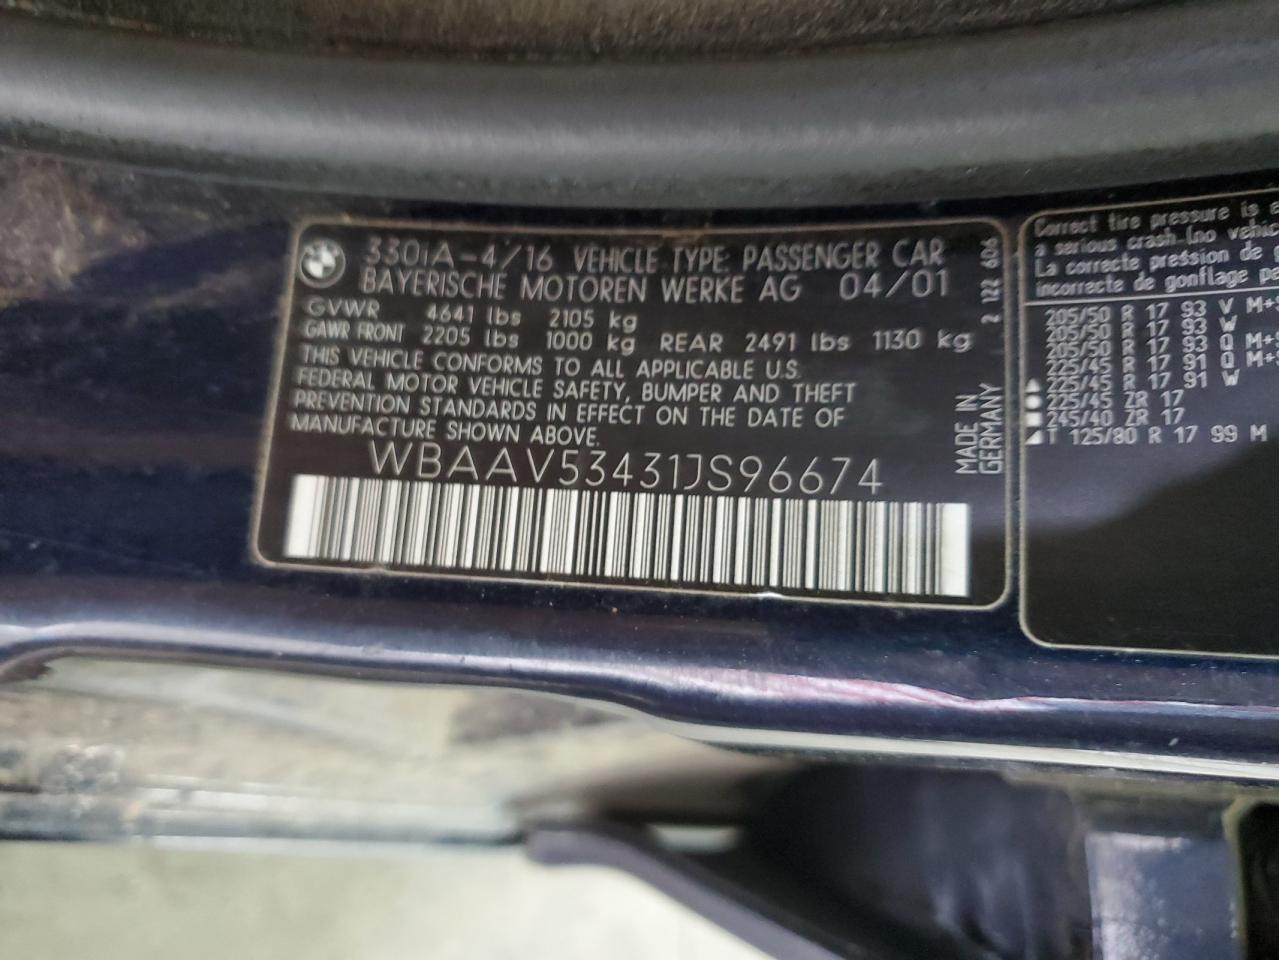 330iA-4/16 VEHICLE TYPE: PASSENGER CAR
BAYERISCHE MOTOREN WERKE AG 04/01
GVWR 4641 lbs 2105 kg
GAWR FRONT 2205 lbs 1000 kg REAR 2491 lbs 1130 kg
THIS VEHICLE CONFORMS TO ALL APPLICABLE U.S.
FEDERAL MOTOR VEHICLE SAFETY, BUMPER AND THEFT
PREVENTION STANDARDS IN EFFECT ON THE DATE OF
MANUFACTURE SHOWN ABOVE.
WBAAV53431JS96674
2 122 606
MADE IN
GERMANY
Correct tire pressure is
a serious crash (no
La correcte pression de
incorrecte de gonflage
205/50 R 17 93 V M+
205/50 R 17 93 W
205/50 R 17 93 Q M+
225/45 R 17 91 Q M+
225/45 R 17 91 W
225/45 ZR 17
245/40 ZR 17
T 125/80 R 17 99 M